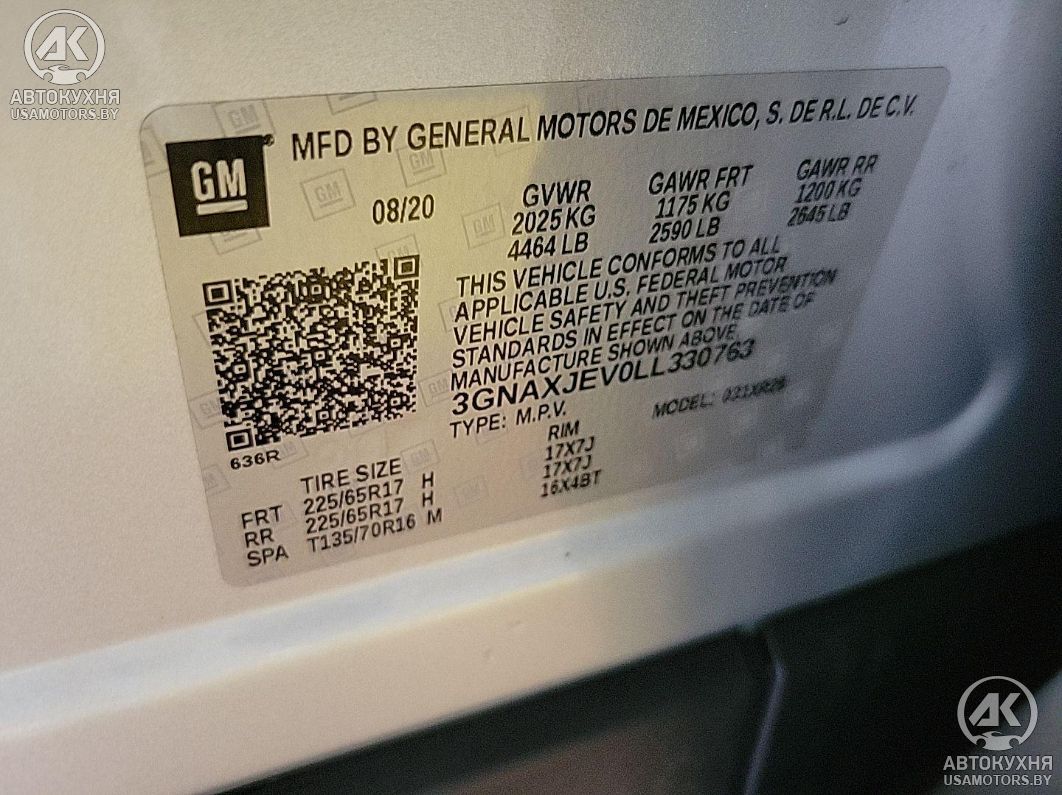 АВТОКУХНЯ
USAMOTORS.BY
GM
MFD BY GENERAL MOTORS DE MEXICO, S. DE R.L. DE C.V.
08/20
GVWR
2025 KG
4464 LB
GAWR FRT
1175 KG
2590 LB
GAWR RR
1200 KG
2645 LB
THIS VEHICLE CONFORMS TO ALL
APPLICABLE U.S. FEDERAL MOTOR
VEHICLE SAFETY AND THEFT PREVENTION
STANDARDS IN EFFECT ON THE DATE OF
MANUFACTURE SHOWN ABOVE.
3GNAXJEV0LL330763
TYPE: M.P.V.
MODEL:
636R
TIRE SIZE RIM
FRT 225/65R17 H 17X7J
RR 225/65R17 H 17X7J
SPA T135/70R16 M 16X4BT
АВТОКУХНЯ
USAMOTORS.BY